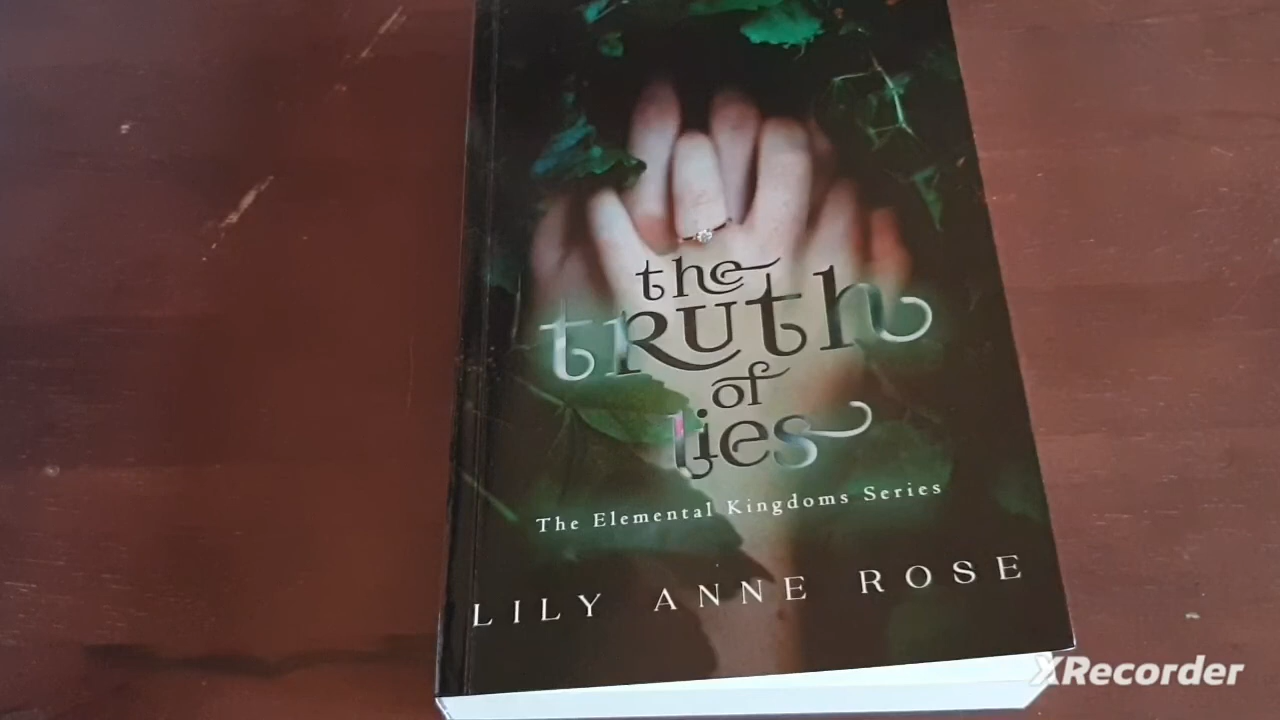 the
tRuth
of
lies
The Elemental Kingdoms Series
LILY ANNE ROSE
XRecorder